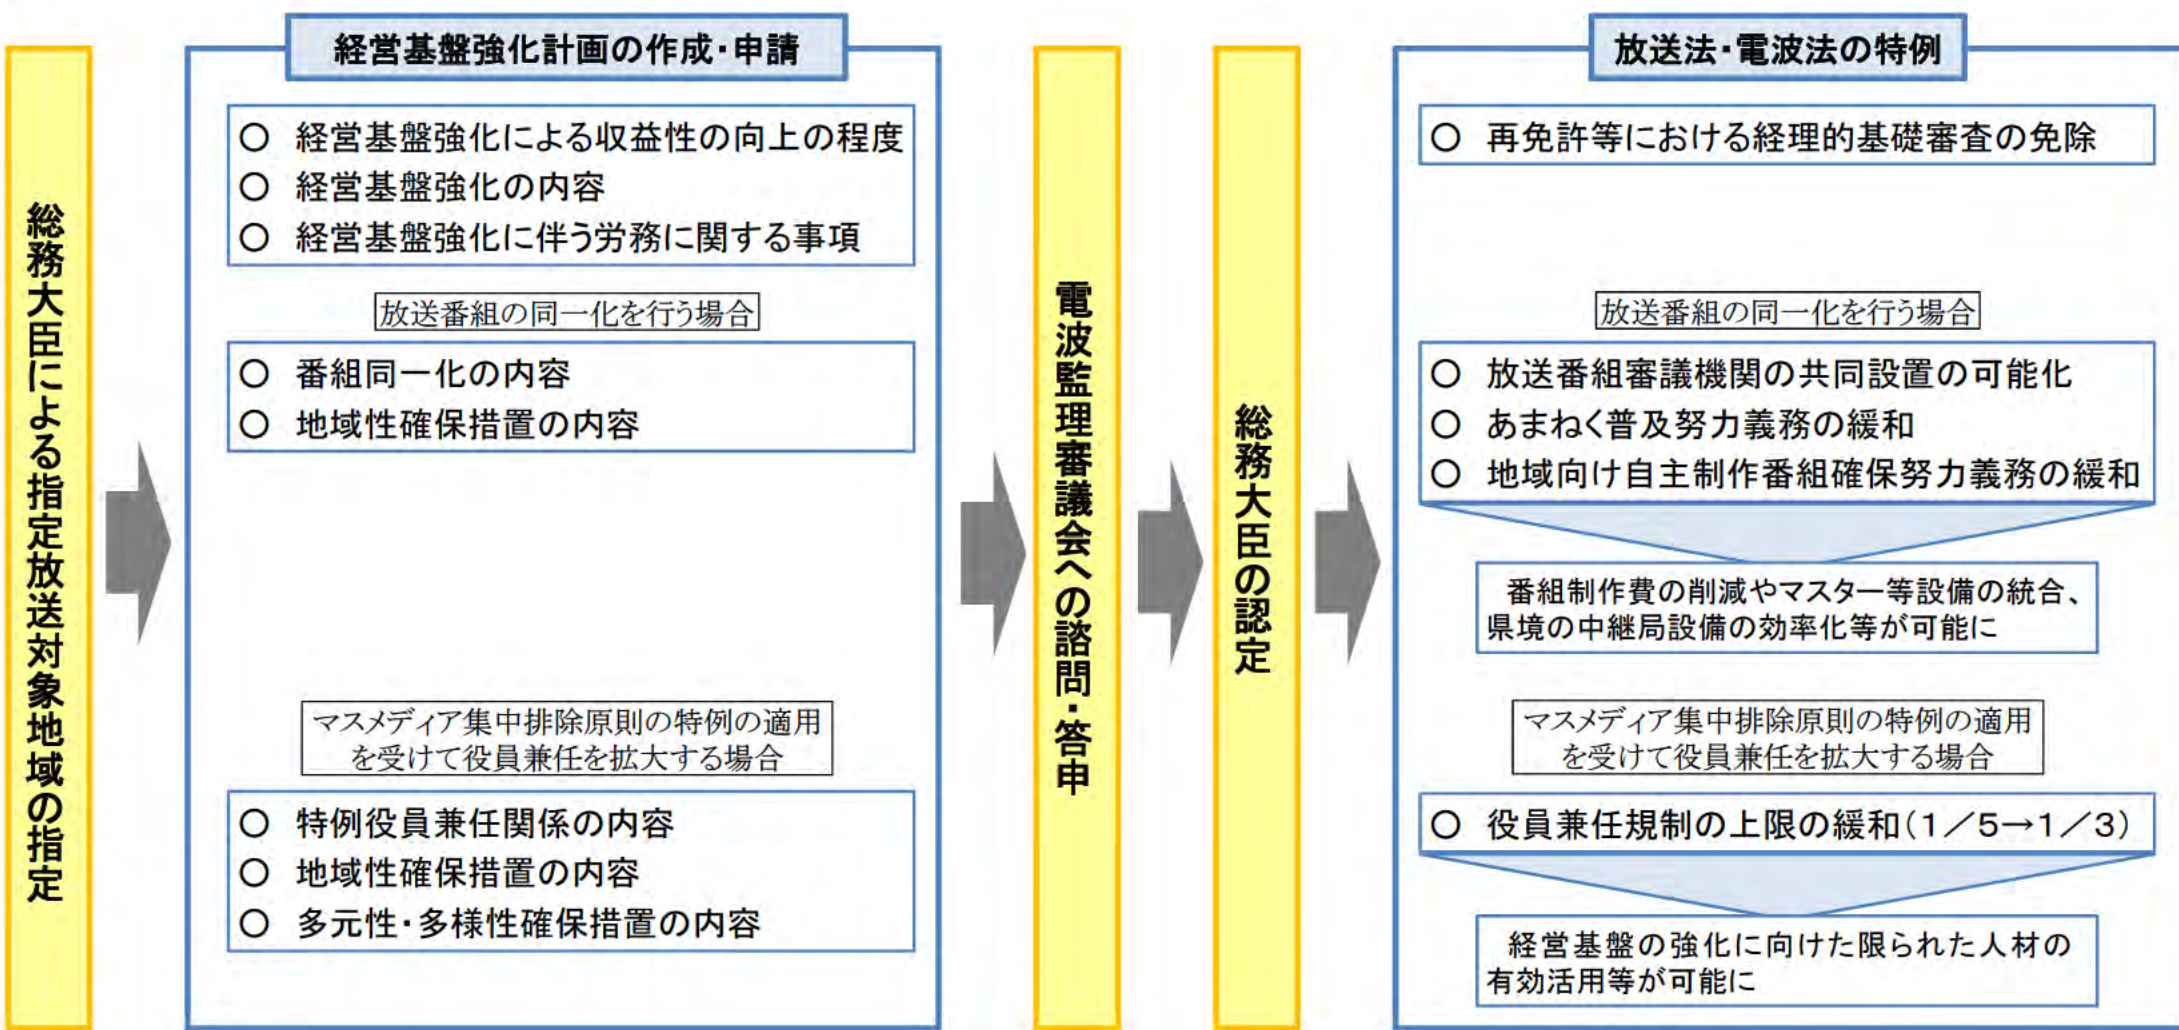 総務大臣による指定放送対象地域の指定
経営基盤強化計画の作成・申請
○ 経営基盤強化による収益性の向上の程度
○ 経営基盤強化の内容
○ 経営基盤強化に伴う労務に関する事項
放送番組の同一化を行う場合
○ 番組同一化の内容
○ 地域性確保措置の内容
マスメディア集中排除原則の特例の適用
を受けて役員兼任を拡大する場合
○ 特例役員兼任関係の内容
○ 地域性確保措置の内容
○ 多元性・多様性確保措置の内容
電波監理審議会への諮問・答申
総務大臣の認定
放送法・電波法の特例
○ 再免許等における経理的基礎審査の免除
放送番組の同一化を行う場合
○ 放送番組審議機関の共同設置の可能化
○ あまねく普及努力義務の緩和
○ 地域向け自主制作番組確保努力義務の緩和
番組制作費の削減やマスター等設備の統合、
県境の中継局設備の効率化等が可能に
マスメディア集中排除原則の特例の適用
を受けて役員兼任を拡大する場合
○ 役員兼任規制の上限の緩和(1/5→1/3)
経営基盤の強化に向けた限られた人材の
有効活用等が可能に